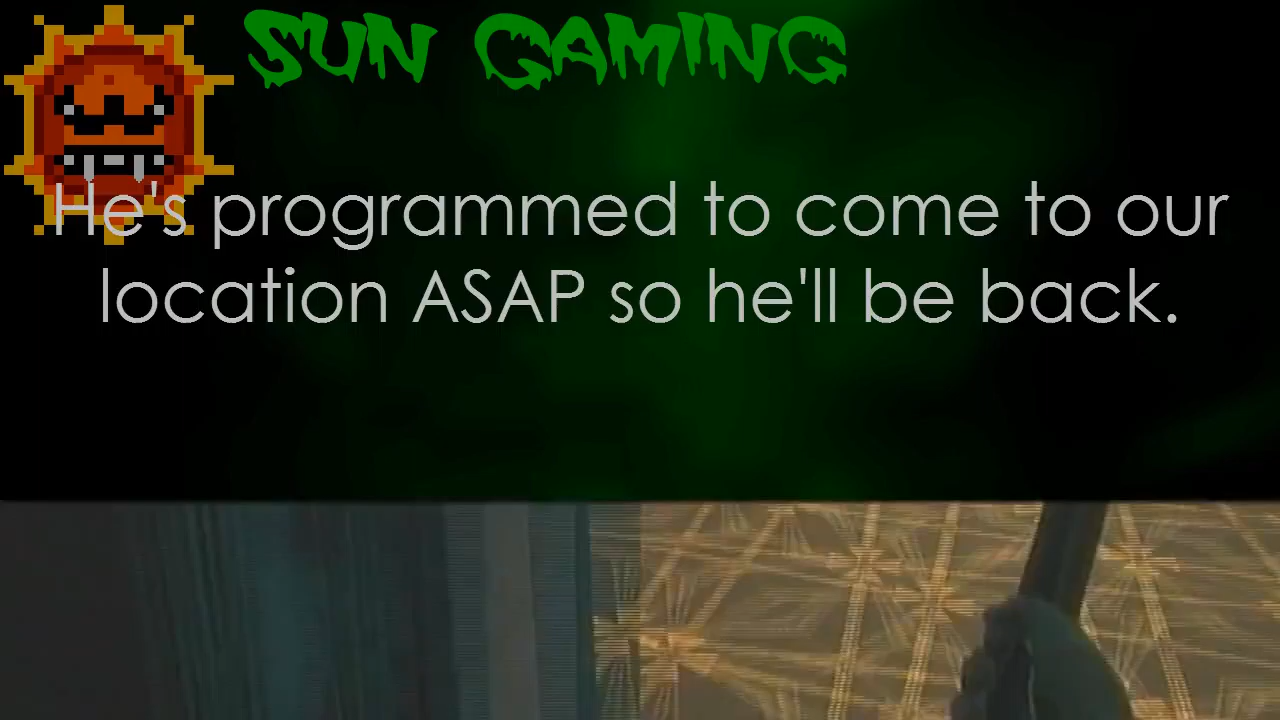 SUN GAMING
He's programmed to come to our
location ASAP so he'll be back.